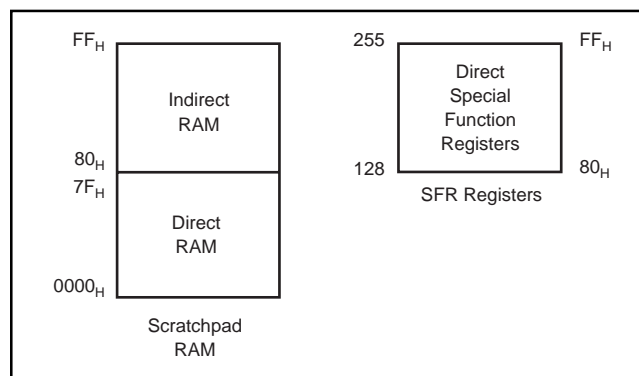 FFH
Indirect
RAM
80H
7FH
Direct
RAM
0000H
Scratchpad
RAM
255
FFH
Direct
Special
Function
Registers
128
80H
SFR Registers